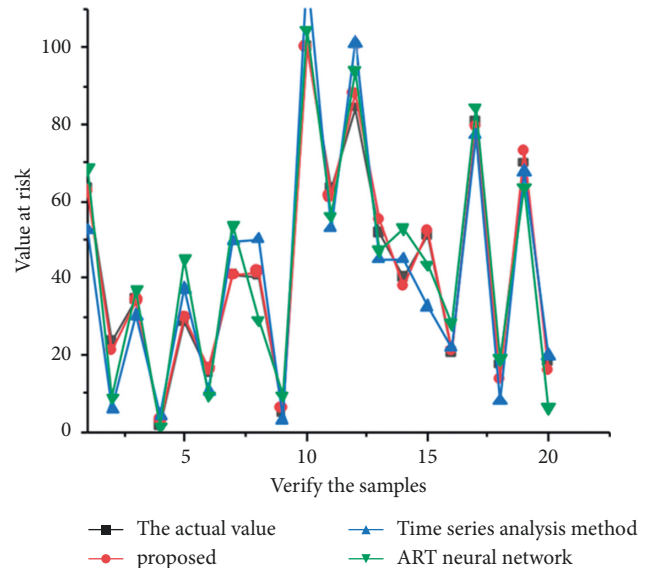 100
80
60
40
20
0
Value at risk
5
10
15
20
Verify the samples
The actual value
Time series analysis method
proposed
ART neural network